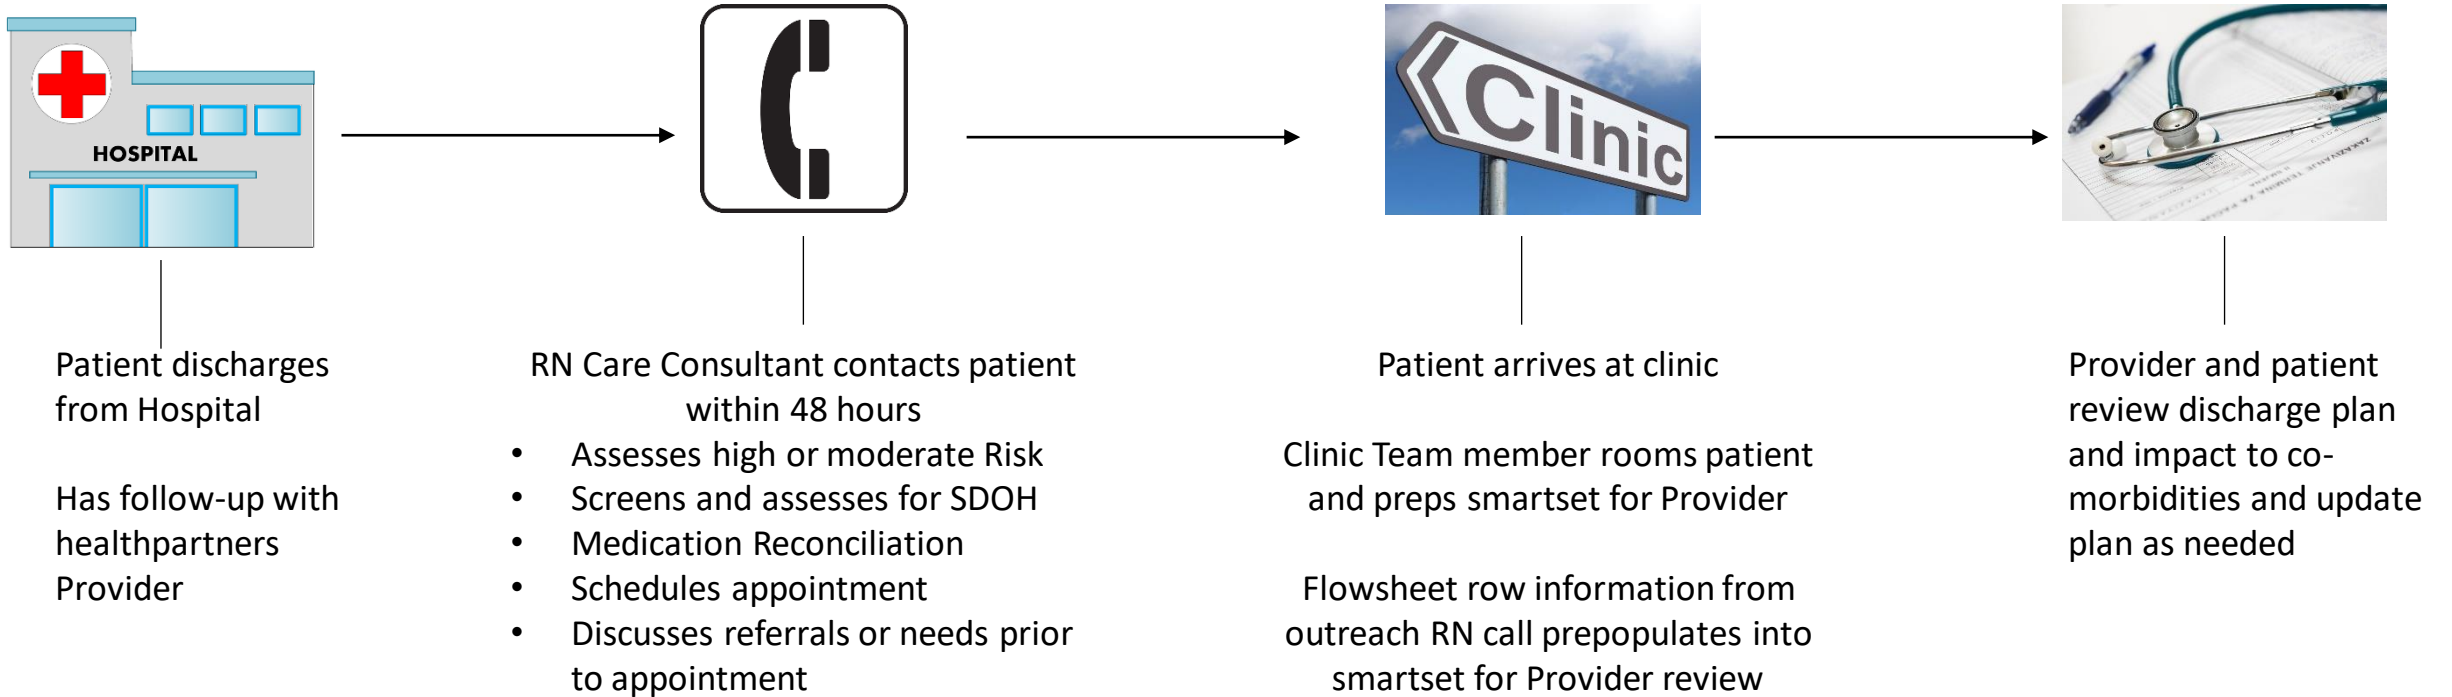 HOSPITAL
Clinic
ZAKAZIVANJE TERMINA ZA PACIJE
Patient discharges
from Hospital
Has follow-up with
healthpartners
Provider
RN Care Consultant contacts patient
within 48 hours
• Assesses high or moderate Risk
• Screens and assesses for SDOH
• Medication Reconciliation
• Schedules appointment
• Discusses referrals or needs prior
to appointment
Patient arrives at clinic
Clinic Team member rooms patient
and preps smartset for Provider
Flowsheet row information from
outreach RN call prepopulates into
smartset for Provider review
Provider and patient
review discharge plan
and impact to co-
morbidities and update
plan as needed